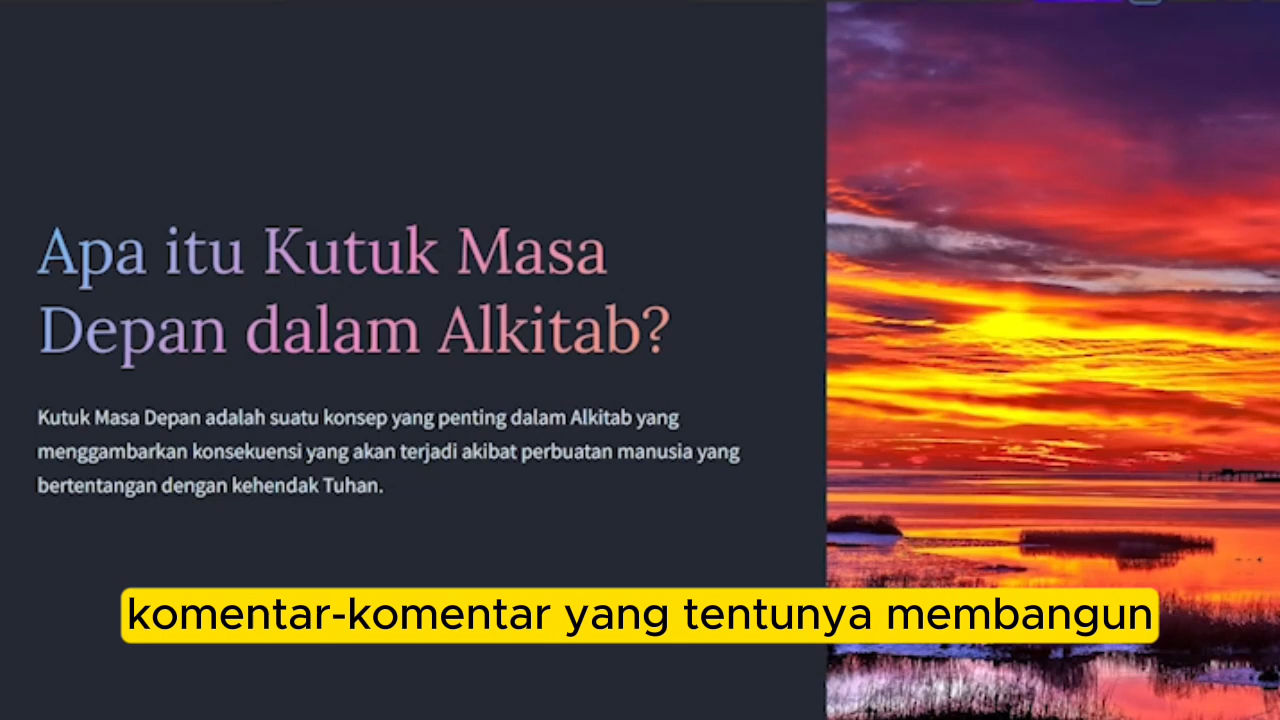 Apa itu Kutuk Masa
Depan dalam Alkitab?
Kutuk Masa Depan adalah suatu konsep yang penting dalam Alkitab yang
menggambarkan konsekuensi yang akan terjadi akibat perbuatan manusia yang
bertentangan dengan kehendak Tuhan.
komentar-komentar yang tentunya membangun